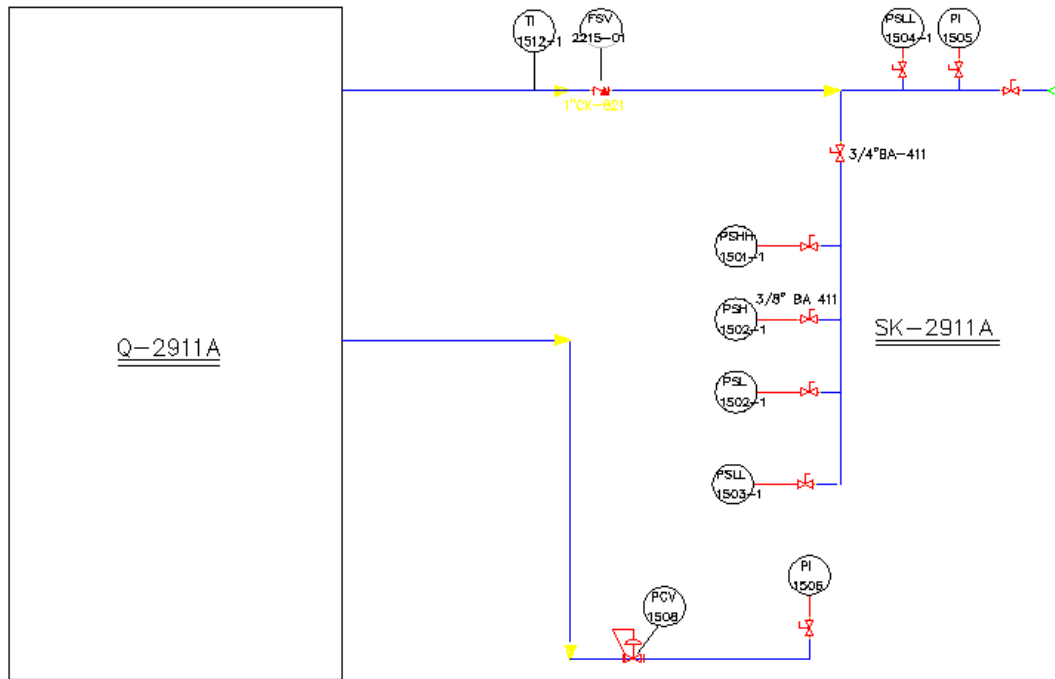 TI
1512-1
FSV
2215-01
PSLL
1504-1
PI
1505
1"CK-821
3/4"BA-411
PSHH
1501-1
3/8" BA 411
PSH
1502-1
Q-2911A
SK-2911A
PSL
1502-1
PSLL
1503-1
PI
1506
PCV
1508